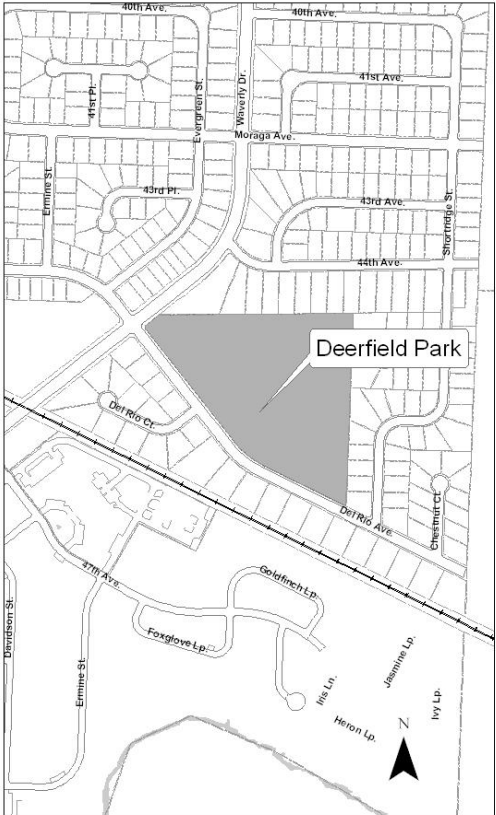 40th Ave.
40th Ave.
41st Pl.
Evergreen St.
Waverly Dr.
41st Ave.
Moraga Ave.
Ermine St.
43rd Pl.
43rd Ave.
Shortridge St.
44th Ave.
Deerfield Park
Del Rio Cr.
Del Rio Ave.
Chestnut Ct.
47th Ave.
Goldfinch Lp.
Davidson St.
Foxglove Lp.
Ermine St.
Iris Ln.
Jasmine Lp.
Ivy Lp.
Heron Lp.
N